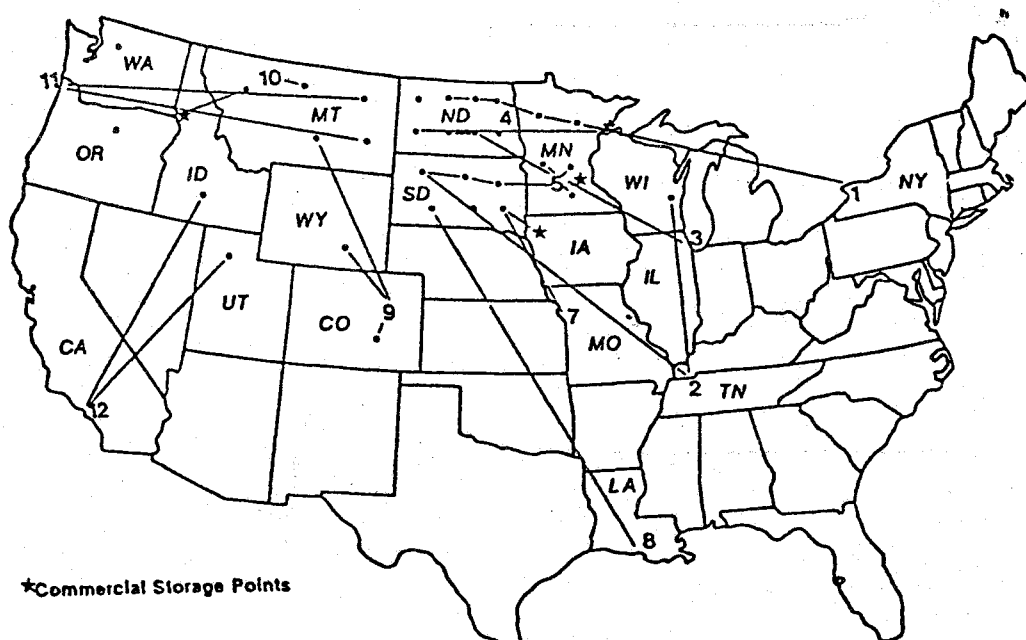 WA
11
10
MT
ND
4
OR
MN
ID
5
WI
NY
1
SD
WY
IA
3
IL
UT
9
7
CO
MO
CA
2
TN
12
LA
8
★Commercial Storage Points